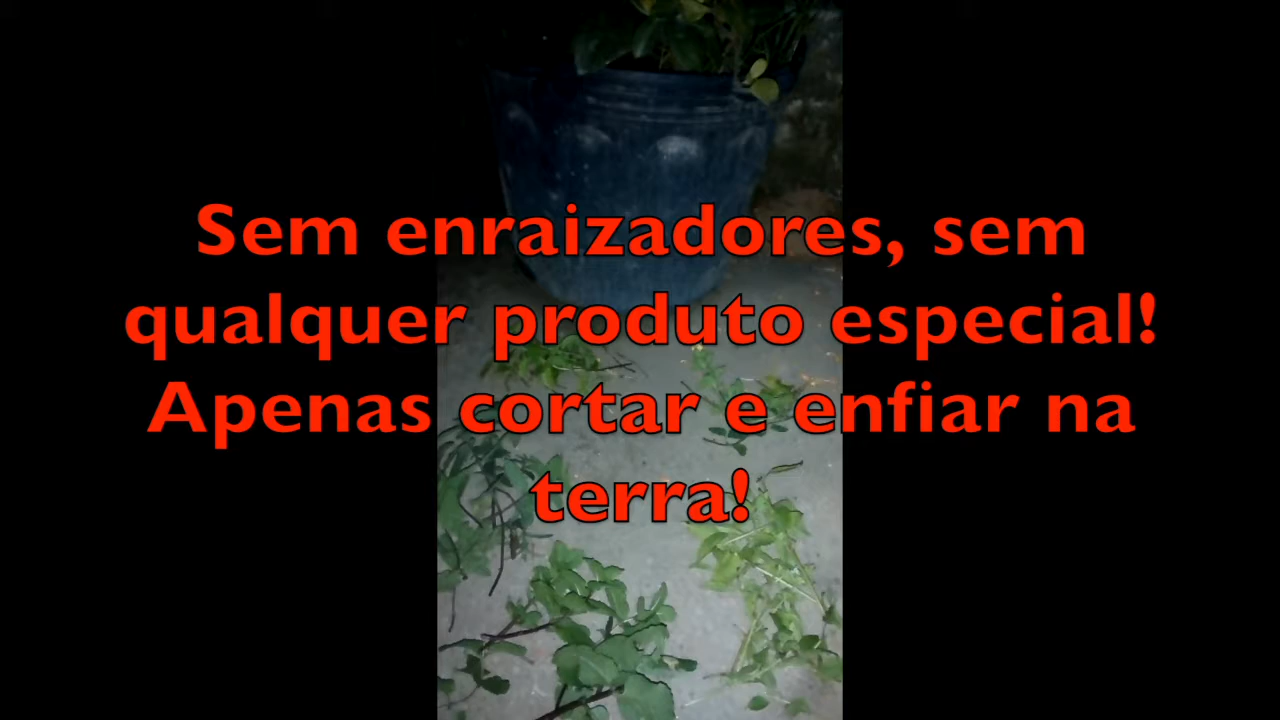 Sem enraizadores, sem
qualquer produto especial!
Apenas cortar e enfiar na
terra!